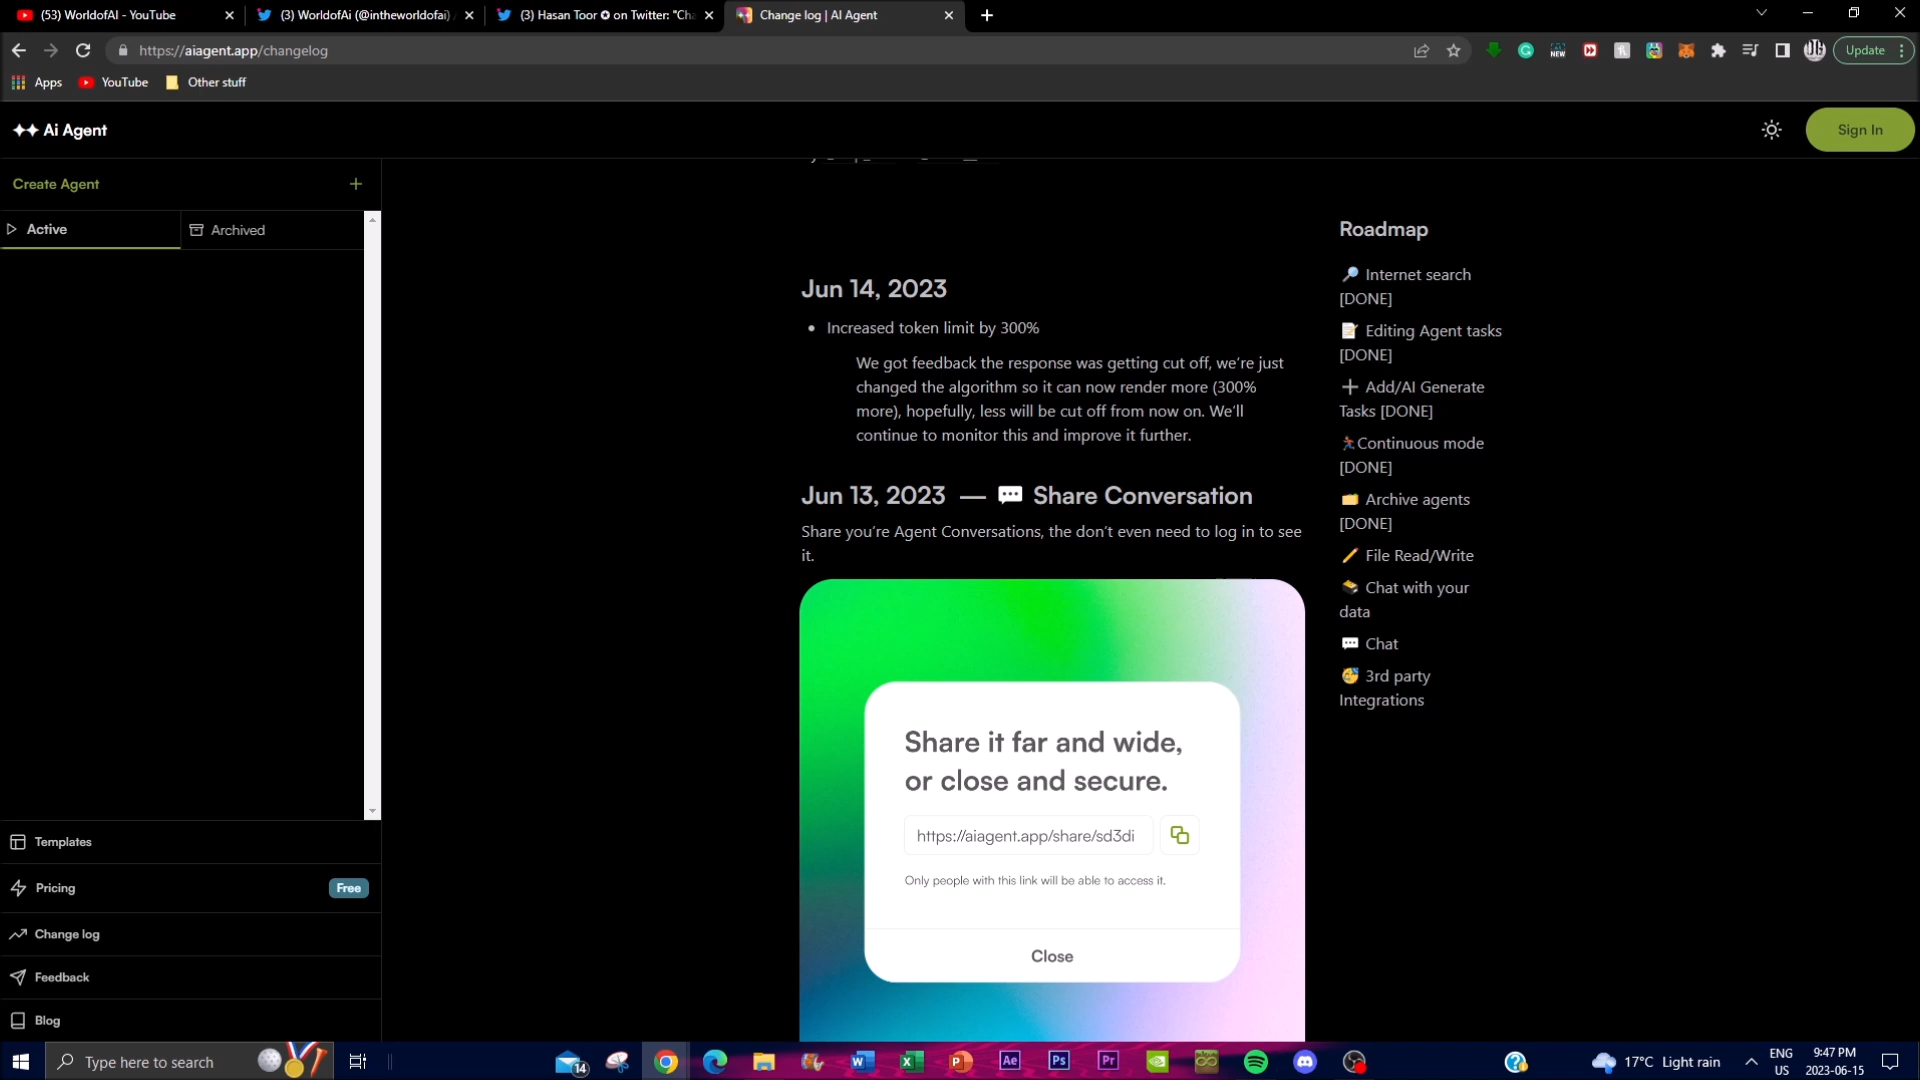 (53) WorldofAI - YouTube
(3) WorldofAi (@intheworldofai)
(3) Hasan Toor ✪ on Twitter: "Cha
Change log | AI Agent
https://aiagent.app/changelog
NEW
Update
Apps
YouTube
Other stuff
Ai Agent
Sign In
Create Agent
Active
Archived
Jun 14, 2023
• Increased token limit by 300%
We got feedback the response was getting cut off, we're just
changed the algorithm so it can now render more (300%
more), hopefully, less will be cut off from now on. We'll
continue to monitor this and improve it further.
Jun 13, 2023 — 💬 Share Conversation
Share you're Agent Conversations, the don't even need to log in to see
it.
Share it far and wide,
or close and secure.
https://aiagent.app/share/sd3di
Only people with this link will be able to access it.
Close
Roadmap
🔎 Internet search
[DONE]
📝 Editing Agent tasks
[DONE]
➕ Add/AI Generate
Tasks [DONE]
🏃Continuous mode
[DONE]
🗂️ Archive agents
[DONE]
🖍️ File Read/Write
📚 Chat with your
data
💬 Chat
🥳 3rd party
Integrations
Templates
Pricing
Free
Change log
Feedback
Blog
Type here to search
14
Ae
Ps
Pr
17°C Light rain
ENG
US
9:47 PM
2023-06-15